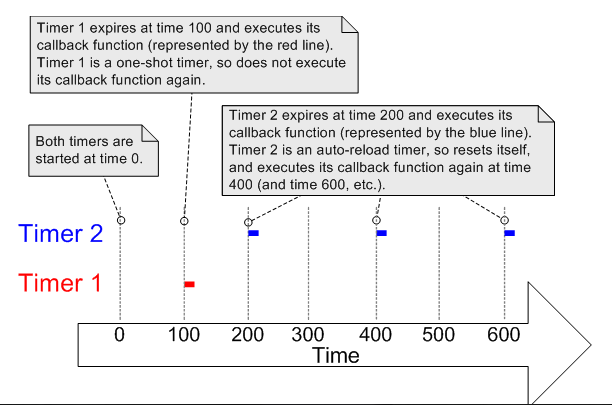 Timer 1 expires at time 100 and executes its
callback function (represented by the red line).
Timer 1 is a one-shot timer, so does not execute
its callback function again.
Timer 2 expires at time 200 and executes its
callback function (represented by the blue line).
Timer 2 is an auto-reload timer, so resets itself,
and executes its callback function again at time
400 (and time 600, etc.).
Both timers are
started at time 0.
Timer 2
Timer 1
0 100 200 300 400 500 600
Time